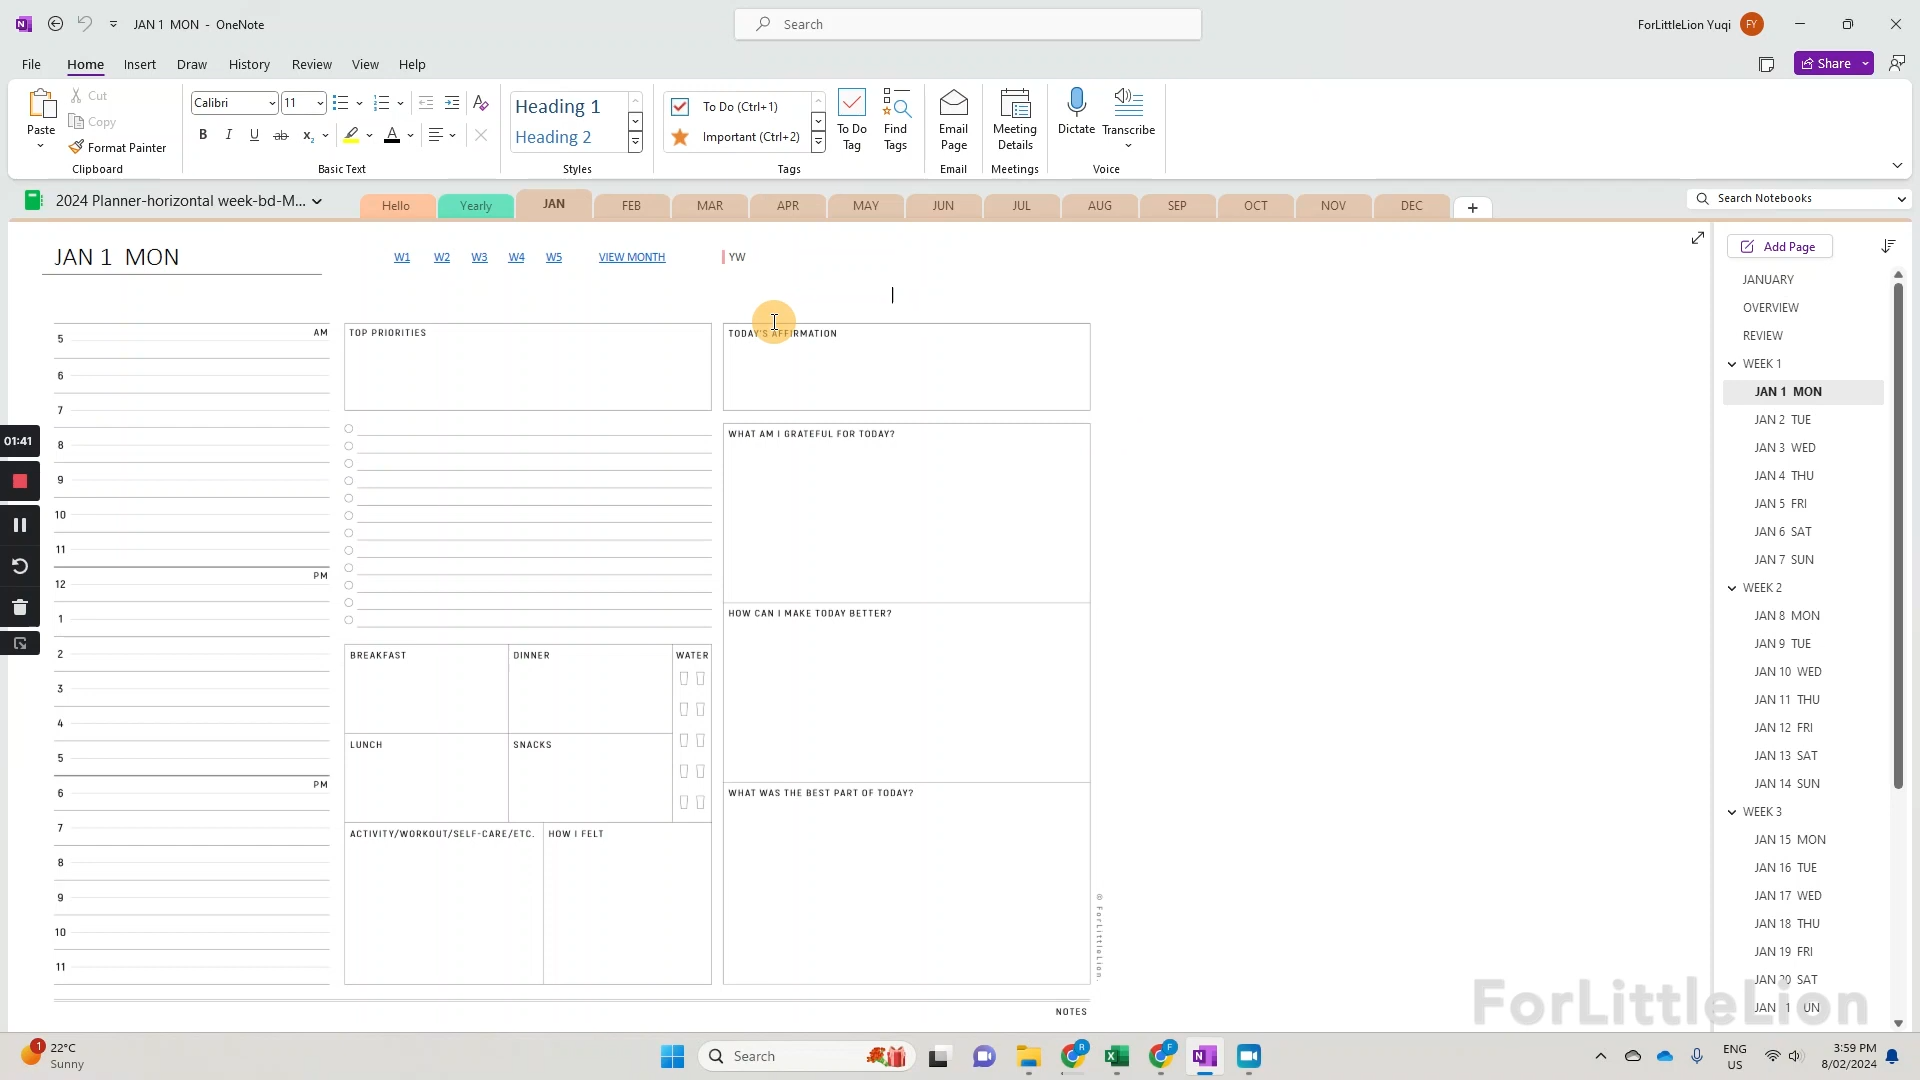 JAN 1 MON - OneNote
Search
ForLittleLion Yuqi
FY
File
Home
Insert
Draw
History
Review
View
Help
Share
Paste
Cut
Copy
Format Painter
Clipboard
Calibri
11
B I U ab x
A
Basic Text
Heading 1
Heading 2
Styles
To Do (Ctrl+1)
Important (Ctrl+2)
Tags
To Do Tag
Find Tags
Email Page
Email
Meeting Details
Meetings
Dictate
Transcribe
Voice
2024 Planner-horizontal week-bd-M...
Hello
Yearly
JAN
FEB
MAR
APR
MAY
JUN
JUL
AUG
SEP
OCT
NOV
DEC
+
Search Notebooks
JAN 1 MON
W1
W2
W3
W4
W5
VIEW MONTH
YW
AM
5
6
7
8
9
10
11
PM
12
1
2
3
4
5
PM
6
7
8
9
10
11
TOP PRIORITIES
BREAKFAST
DINNER
WATER
LUNCH
SNACKS
ACTIVITY/WORKOUT/SELF-CARE/ETC.
HOW I FELT
TODAY'S AFFIRMATION
WHAT AM I GRATEFUL FOR TODAY?
HOW CAN I MAKE TODAY BETTER?
WHAT WAS THE BEST PART OF TODAY?
© ForLittleLion.
NOTES
01:41
Add Page
JANUARY
OVERVIEW
REVIEW
WEEK 1
JAN 1 MON
JAN 2 TUE
JAN 3 WED
JAN 4 THU
JAN 5 FRI
JAN 6 SAT
JAN 7 SUN
WEEK 2
JAN 8 MON
JAN 9 TUE
JAN 10 WED
JAN 11 THU
JAN 12 FRI
JAN 13 SAT
JAN 14 SUN
WEEK 3
JAN 15 MON
JAN 16 TUE
JAN 17 WED
JAN 18 THU
JAN 19 FRI
JAN 20 SAT
ForLittleLion
1
22°C
Sunny
Search
R
F
ENG
US
3:59 PM
8/02/2024